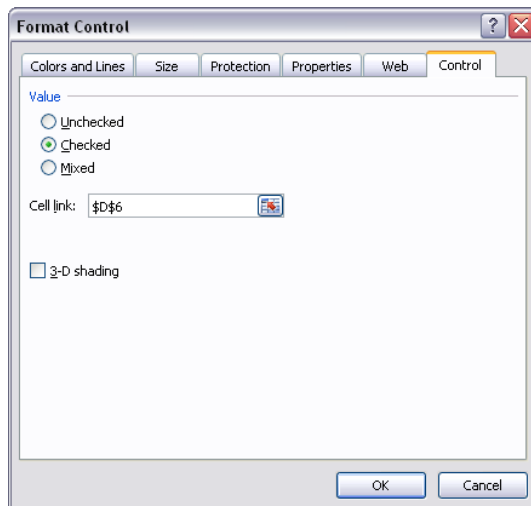 Format Control
?
Colors and Lines Size Protection Properties Web Control
Value
Unchecked
Checked
Mixed
Cell link: $D$6
3-D shading
OK Cancel